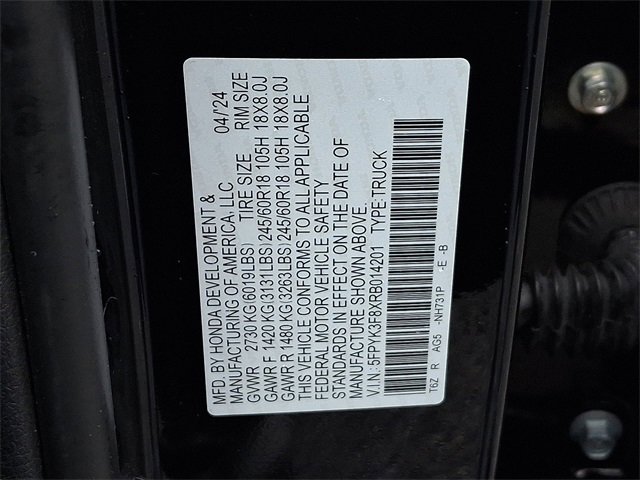 MFD. BY HONDA DEVELOPMENT & 04/'24
MANUFACTURING OF AMERICA, LLC
GVWR 2730 KG(6019LBS) TIRE SIZE RIM SIZE
GAWR F 1420 KG(3131LBS)245/60R18 105H 18X8.0J
GAWR R 1480 KG(3263LBS)245/60R18 105H 18X8.0J
THIS VEHICLE CONFORMS TO ALL APPLICABLE
FEDERAL MOTOR VEHICLE SAFETY
STANDARDS IN EFFECT ON THE DATE OF
MANUFACTURE SHOWN ABOVE.
V.I.N.:5FPYK3F8XRB014201 TYPE:TRUCK
T6Z R AG5 -NH731P -E -B